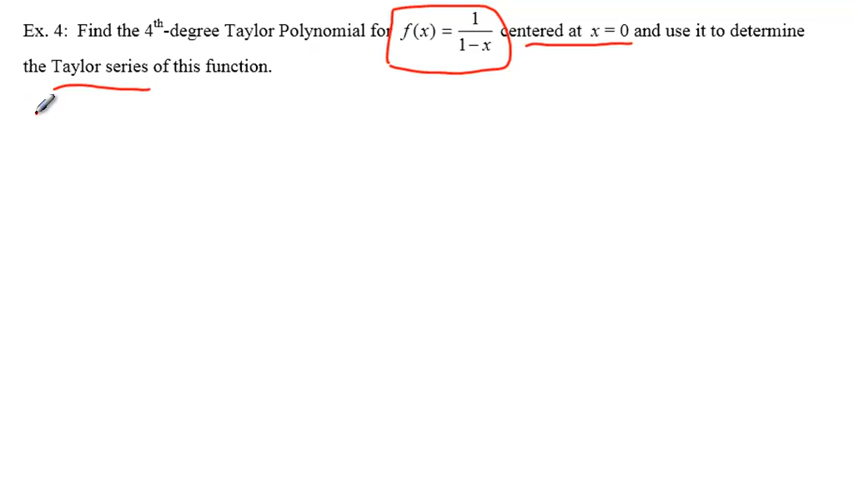 Ex. 4: Find the 4th-degree Taylor Polynomial for f(x) = 1/(1−x) centered at x = 0 and use it to determine
the Taylor series of this function.